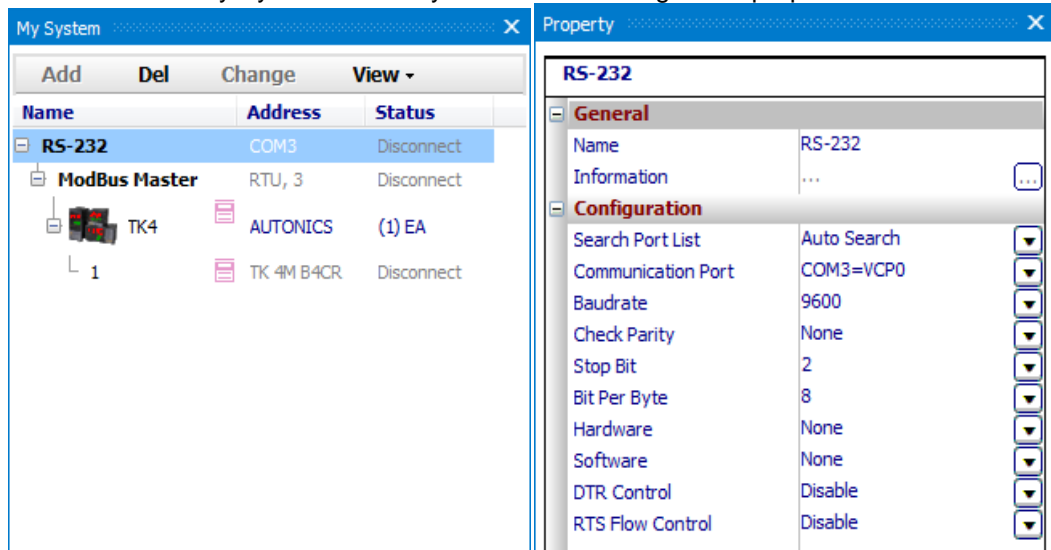 My System
Add Del Change View
Name Address Status
RS-232 COM3 Disconnect
ModBus Master RTU, 3 Disconnect
TK4 AUTONICS (1) EA
1 TK 4M B4CR Disconnect
Property
RS-232
General
Name RS-232
Information ...
Configuration
Search Port List Auto Search
Communication Port COM3=VCP0
Baudrate 9600
Check Parity None
Stop Bit 2
Bit Per Byte 8
Hardware None
Software None
DTR Control Disable
RTS Flow Control Disable